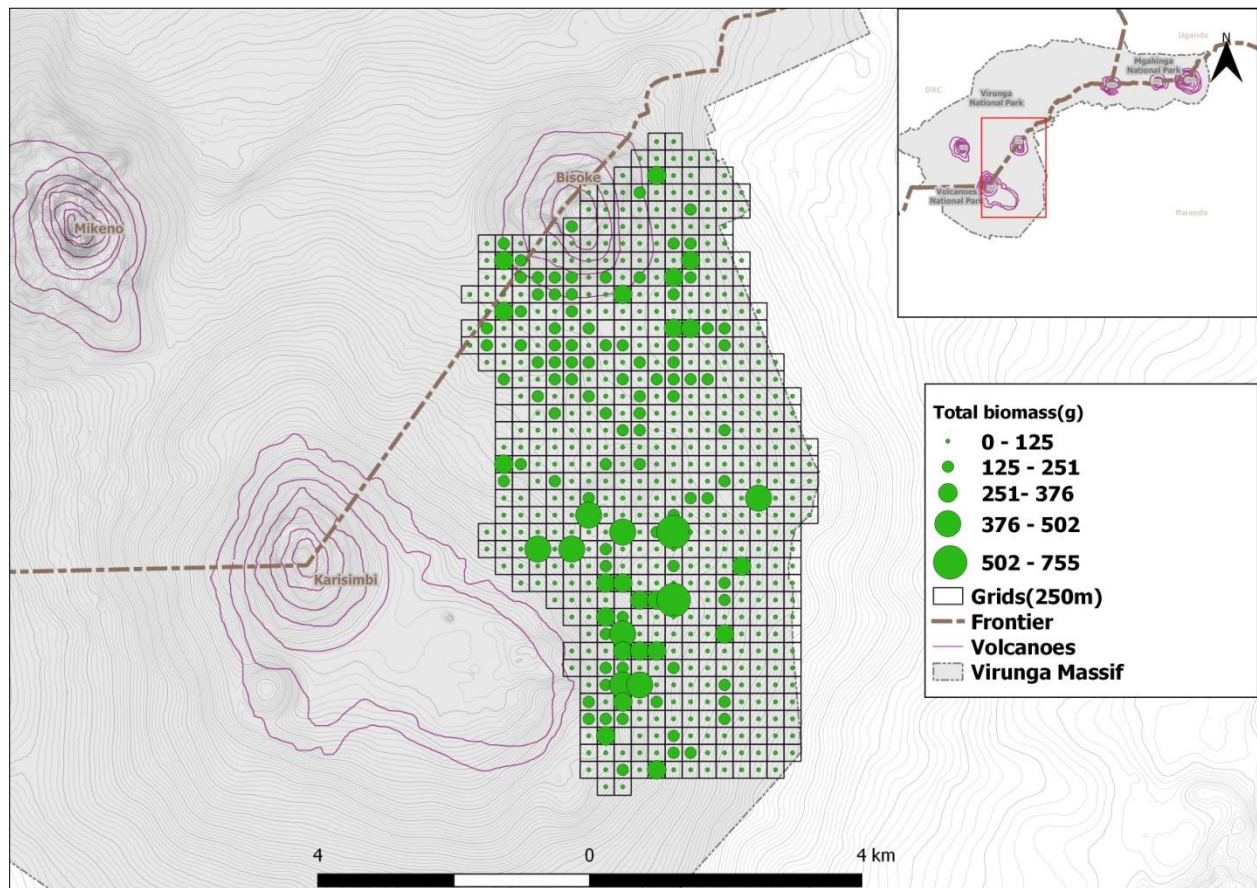 Uganda
N
Mgahinga
National Park
DRC
Virunga
National Park
Volcanoes
National Park
Rwanda
Bisoke
Mikeno
Karisimbi
Total biomass(g)
0 - 125
125 - 251
251- 376
376 - 502
502 - 755
Grids(250m)
Frontier
Volcanoes
Virunga Massif
4 0 4 km